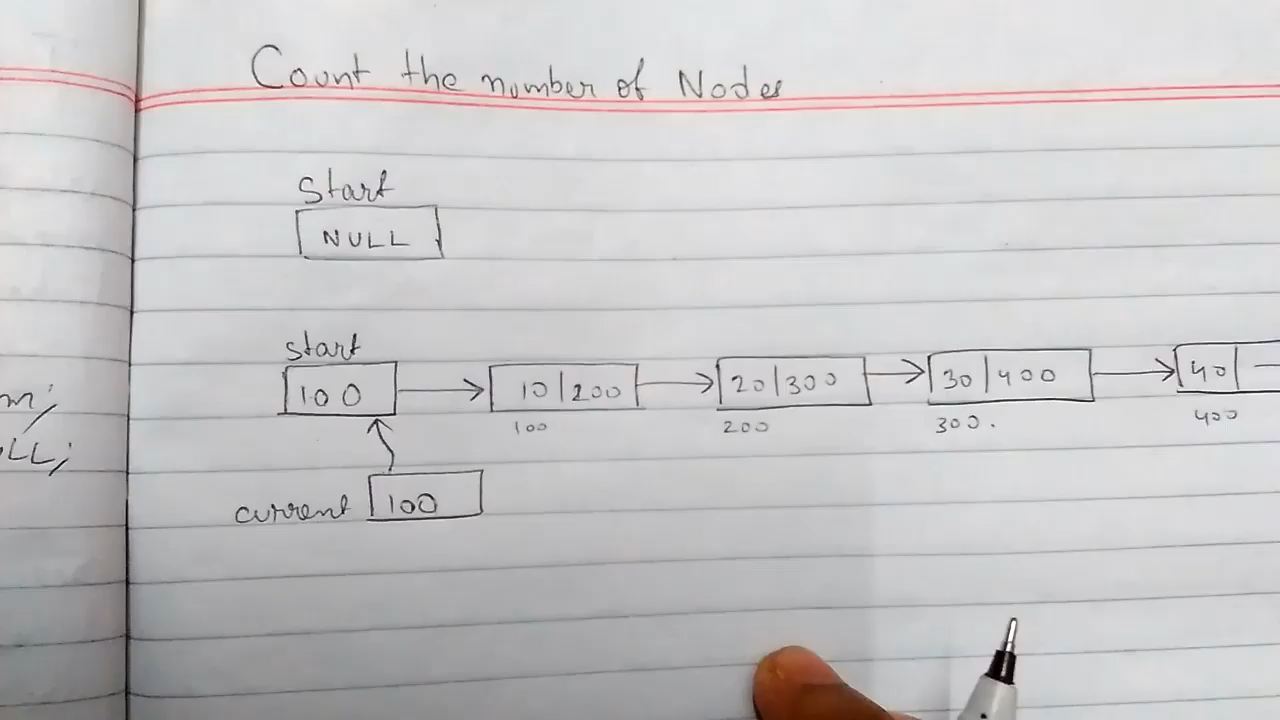 Count the number of Nodes
Start
NULL
start
100 10|200 20|300 30|400 40|
100 200 300. 400
current 100
m;
LL;